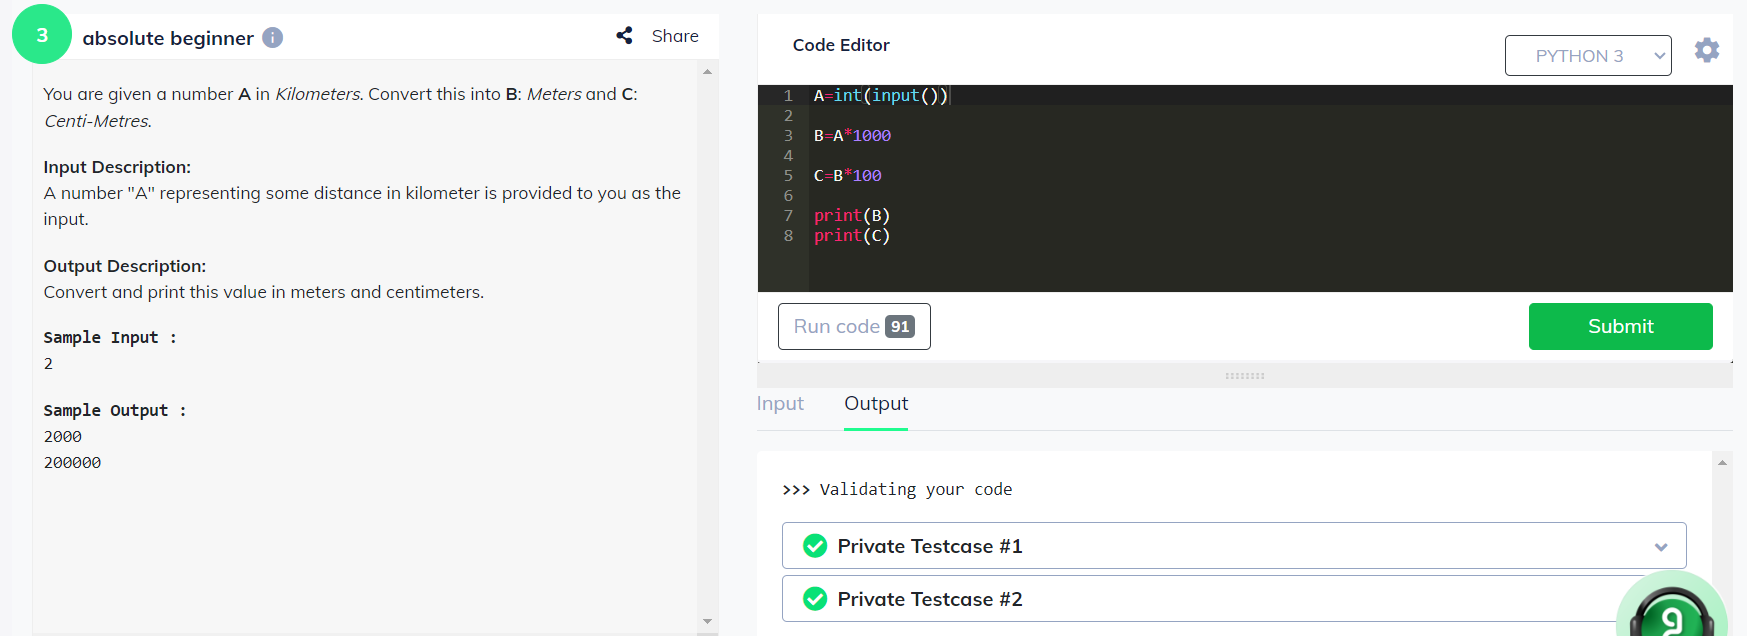 3
absolute beginner i
Share
You are given a number A in Kilometers. Convert this into B: Meters and C:
Centi-Metres.
Input Description:
A number "A" representing some distance in kilometer is provided to you as the
input.
Output Description:
Convert and print this value in meters and centimeters.
Sample Input :
2
Sample Output :
2000
200000
Code Editor
PYTHON 3
1 A=int(input())
2
3 B=A*1000
4
5 C=B*100
6
7 print(B)
8 print(C)
Run code 91
Submit
Input Output
>>> Validating your code
Private Testcase #1
Private Testcase #2